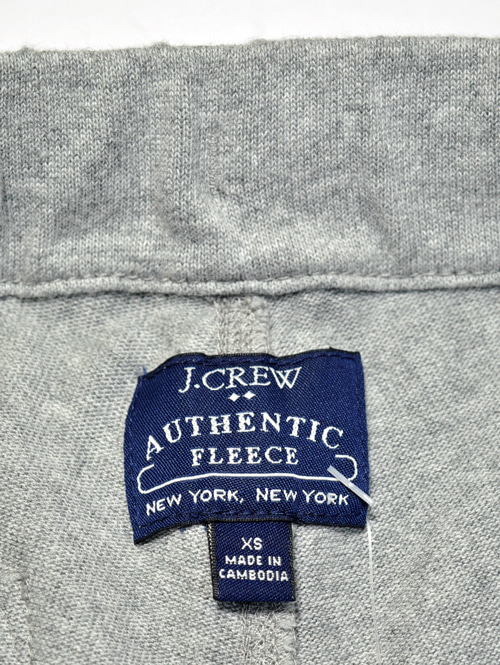 J.CREW
AUTHENTIC
FLEECE
NEW YORK, NEW YORK
XS
MADE IN
CAMBODIA